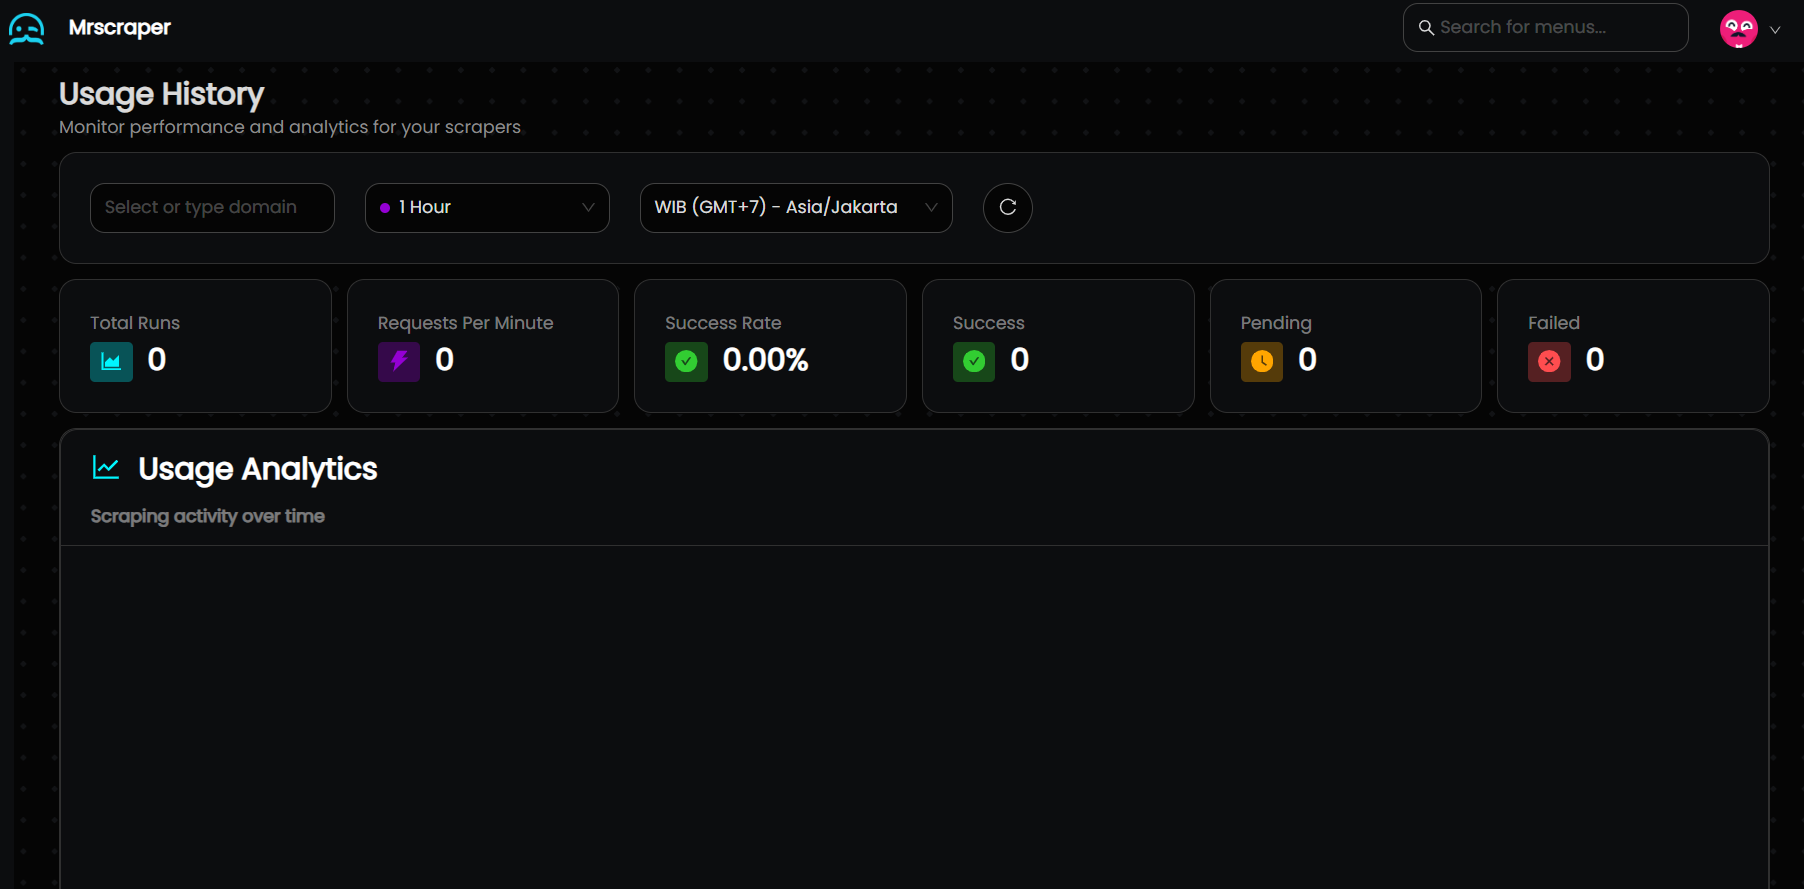 Mrscraper
Search for menus...
Usage History
Monitor performance and analytics for your scrapers
Select or type domain
1 Hour
WIB (GMT+7) - Asia/Jakarta
Total Runs
0
Requests Per Minute
0
Success Rate
0.00%
Success
0
Pending
0
Failed
0
Usage Analytics
Scraping activity over time